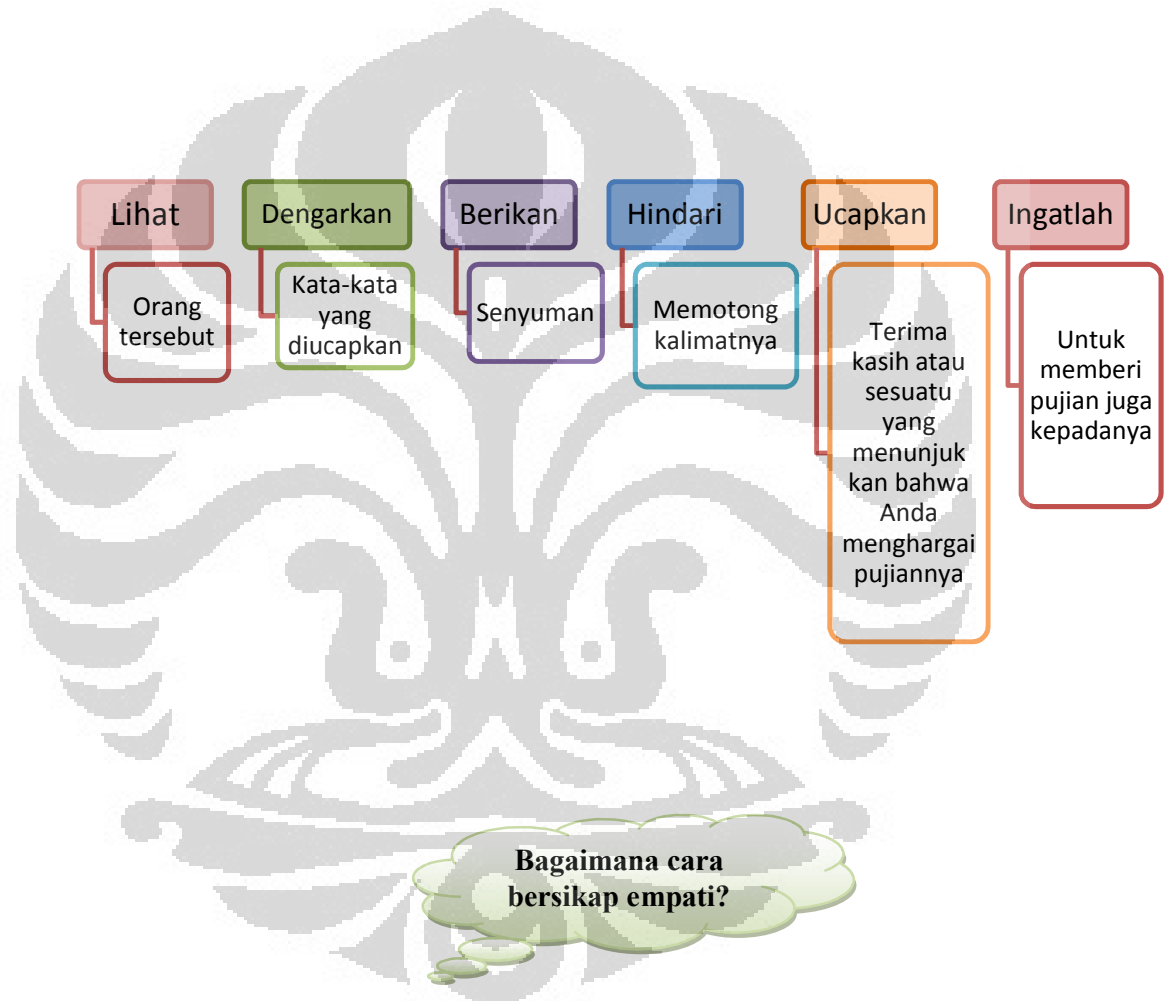 Lihat
Orang
tersebut
Dengarkan
Kata-kata
yang
diucapkan
Berikan
Senyuman
Hindari
Memotong
kalimatnya
Ucapkan
Terima
kasih atau
sesuatu
yang
menunjuk
kan bahwa
Anda
menghargai
pujiannya
Ingatlah
Untuk
memberi
pujian juga
kepadanya
Bagaimana cara
bersikap empati?